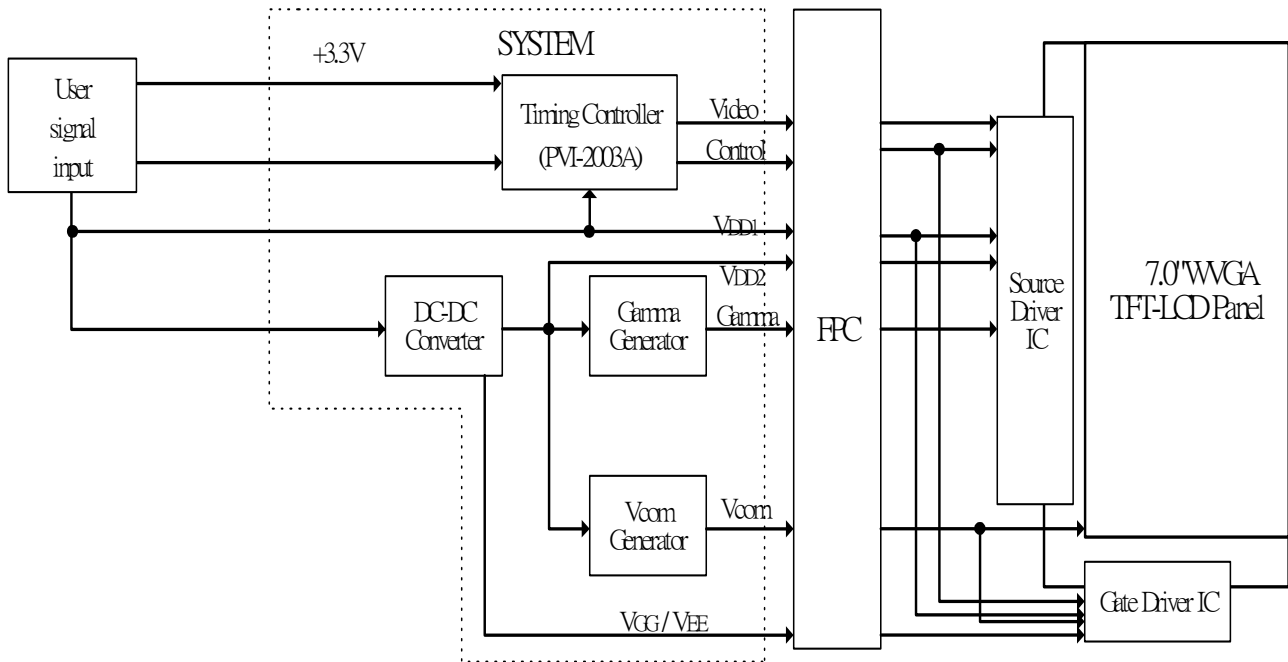 +3.3V
SYSTEM
User
signal
input
Timing Controller
(PVI-2003A)
Video
Control
VDD1
VDD2
DC-DC
Converter
Gamma
Generator
Gamma
FPC
Source
Driver
IC
7.0"WVGA
TFT-LCD Panel
Vcom
Generator
Vcom
VGG / VEE
Gate Driver IC